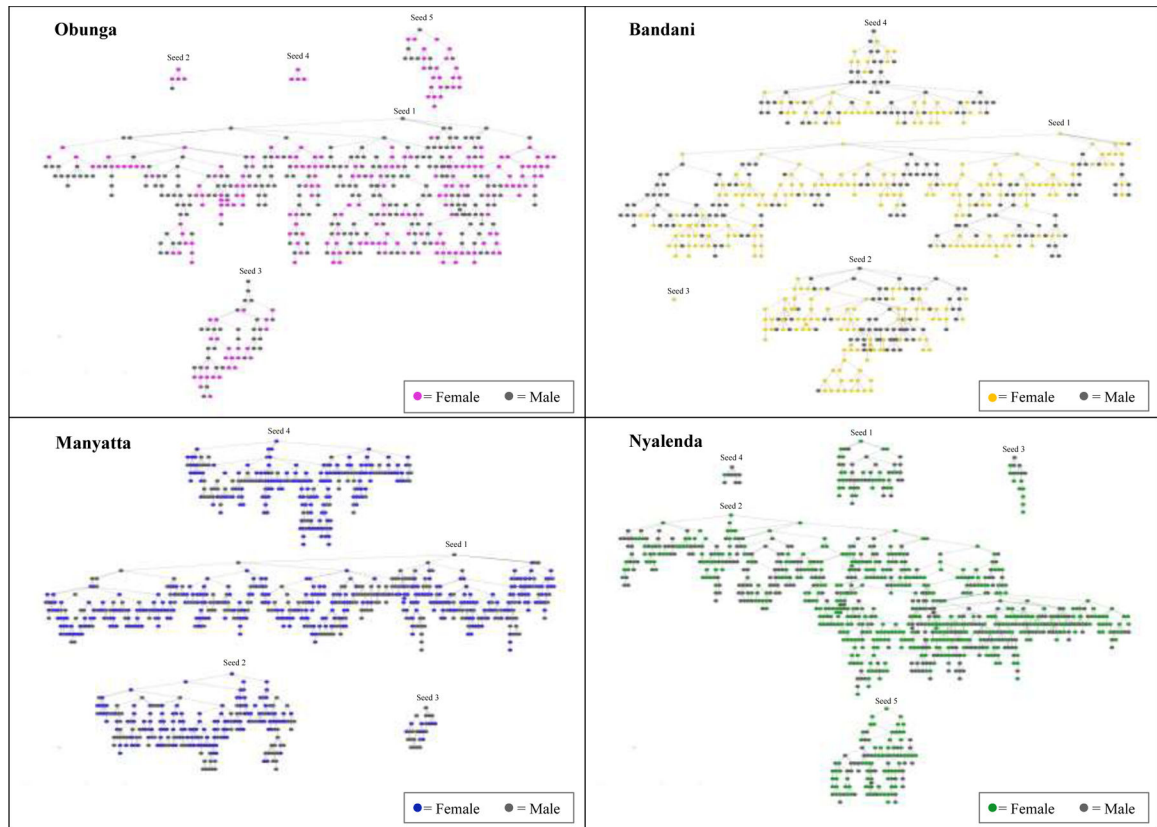 Obunga
Seed 2
Seed 4
Seed 5
Seed 1
Seed 3
= Female = Male
Bandani
Seed 4
Seed 1
Seed 2
Seed 3
= Female = Male
Manyatta
Seed 4
Seed 1
Seed 2
Seed 3
= Female = Male
Nyalenda
Seed 1
Seed 4
Seed 3
Seed 2
Seed 5
= Female = Male